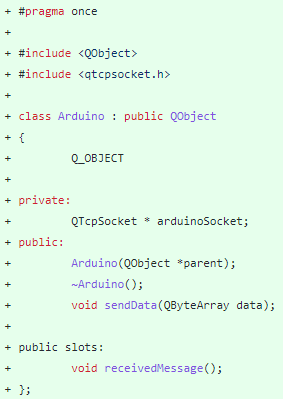 + #pragma once
+
+ #include <QObject>
+ #include <qtcpsocket.h>
+
+ class Arduino : public QObject
+ {
+         Q_OBJECT
+
+ private:
+         QTcpSocket * arduinoSocket;
+ public:
+         Arduino(QObject *parent);
+         ~Arduino();
+         void sendData(QByteArray data);
+
+ public slots:
+         void receivedMessage();
+ };